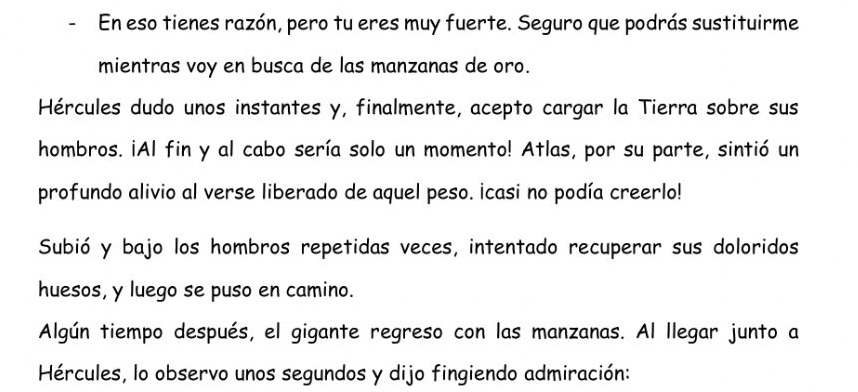 - En eso tienes razón, pero tu eres muy fuerte. Seguro que podrás sustituirme
mientras voy en busca de las manzanas de oro.
Hércules dudo unos instantes y, finalmente, acepto cargar la Tierra sobre sus
hombros. ¡Al fin y al cabo sería solo un momento! Atlas, por su parte, sintió un
profundo alivio al verse liberado de aquel peso. ¡casi no podía creerlo!
Subió y bajo los hombros repetidas veces, intentado recuperar sus doloridos
huesos, y luego se puso en camino.
Algún tiempo después, el gigante regreso con las manzanas. Al llegar junto a
Hércules, lo observo unos segundos y dijo fingiendo admiración: